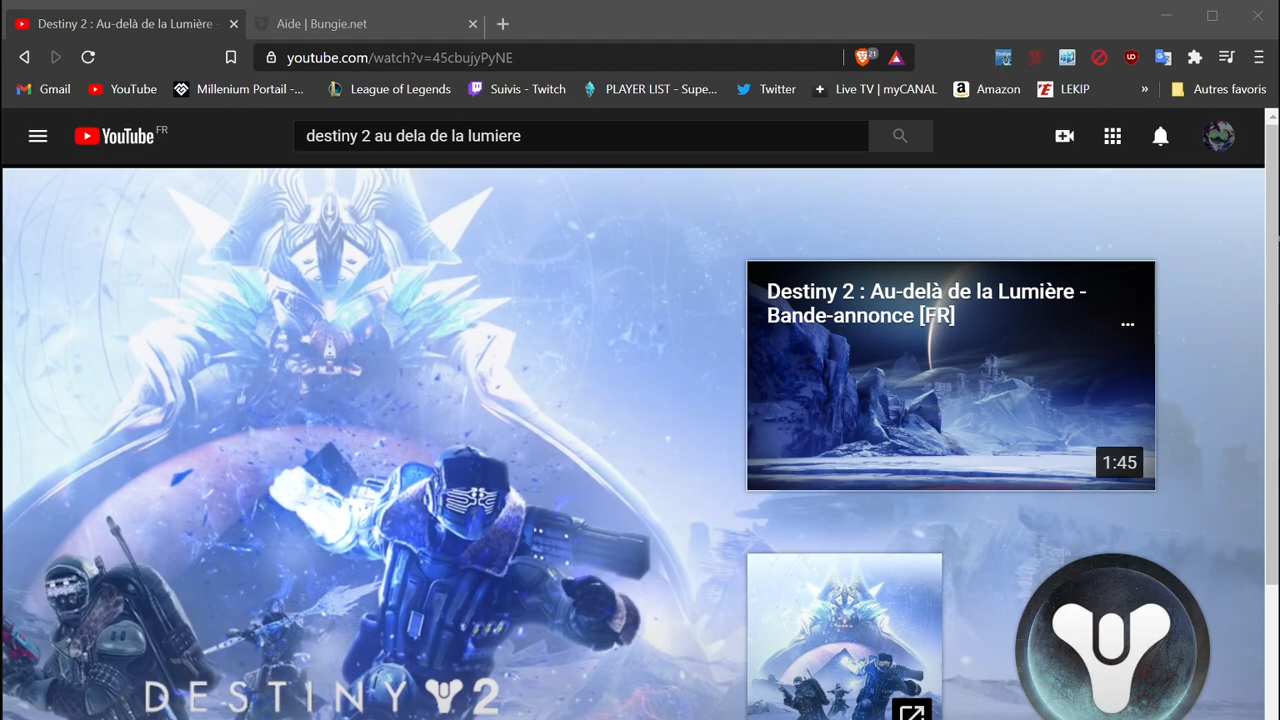 Destiny 2 : Au-delà de la Lumière
Aide | Bungie.net
youtube.com/watch?v=45cbujyPyNE
21
Gmail
YouTube
Millenium Portail -...
League of Legends
Suivis - Twitch
PLAYER LIST - Supe...
Twitter
Live TV | myCANAL
Amazon
LEKIP
»
Autres favoris
YouTube FR
destiny 2 au dela de la lumiere
Destiny 2 : Au-delà de la Lumière -
Bande-annonce [FR]
1:45
DESTINY 2